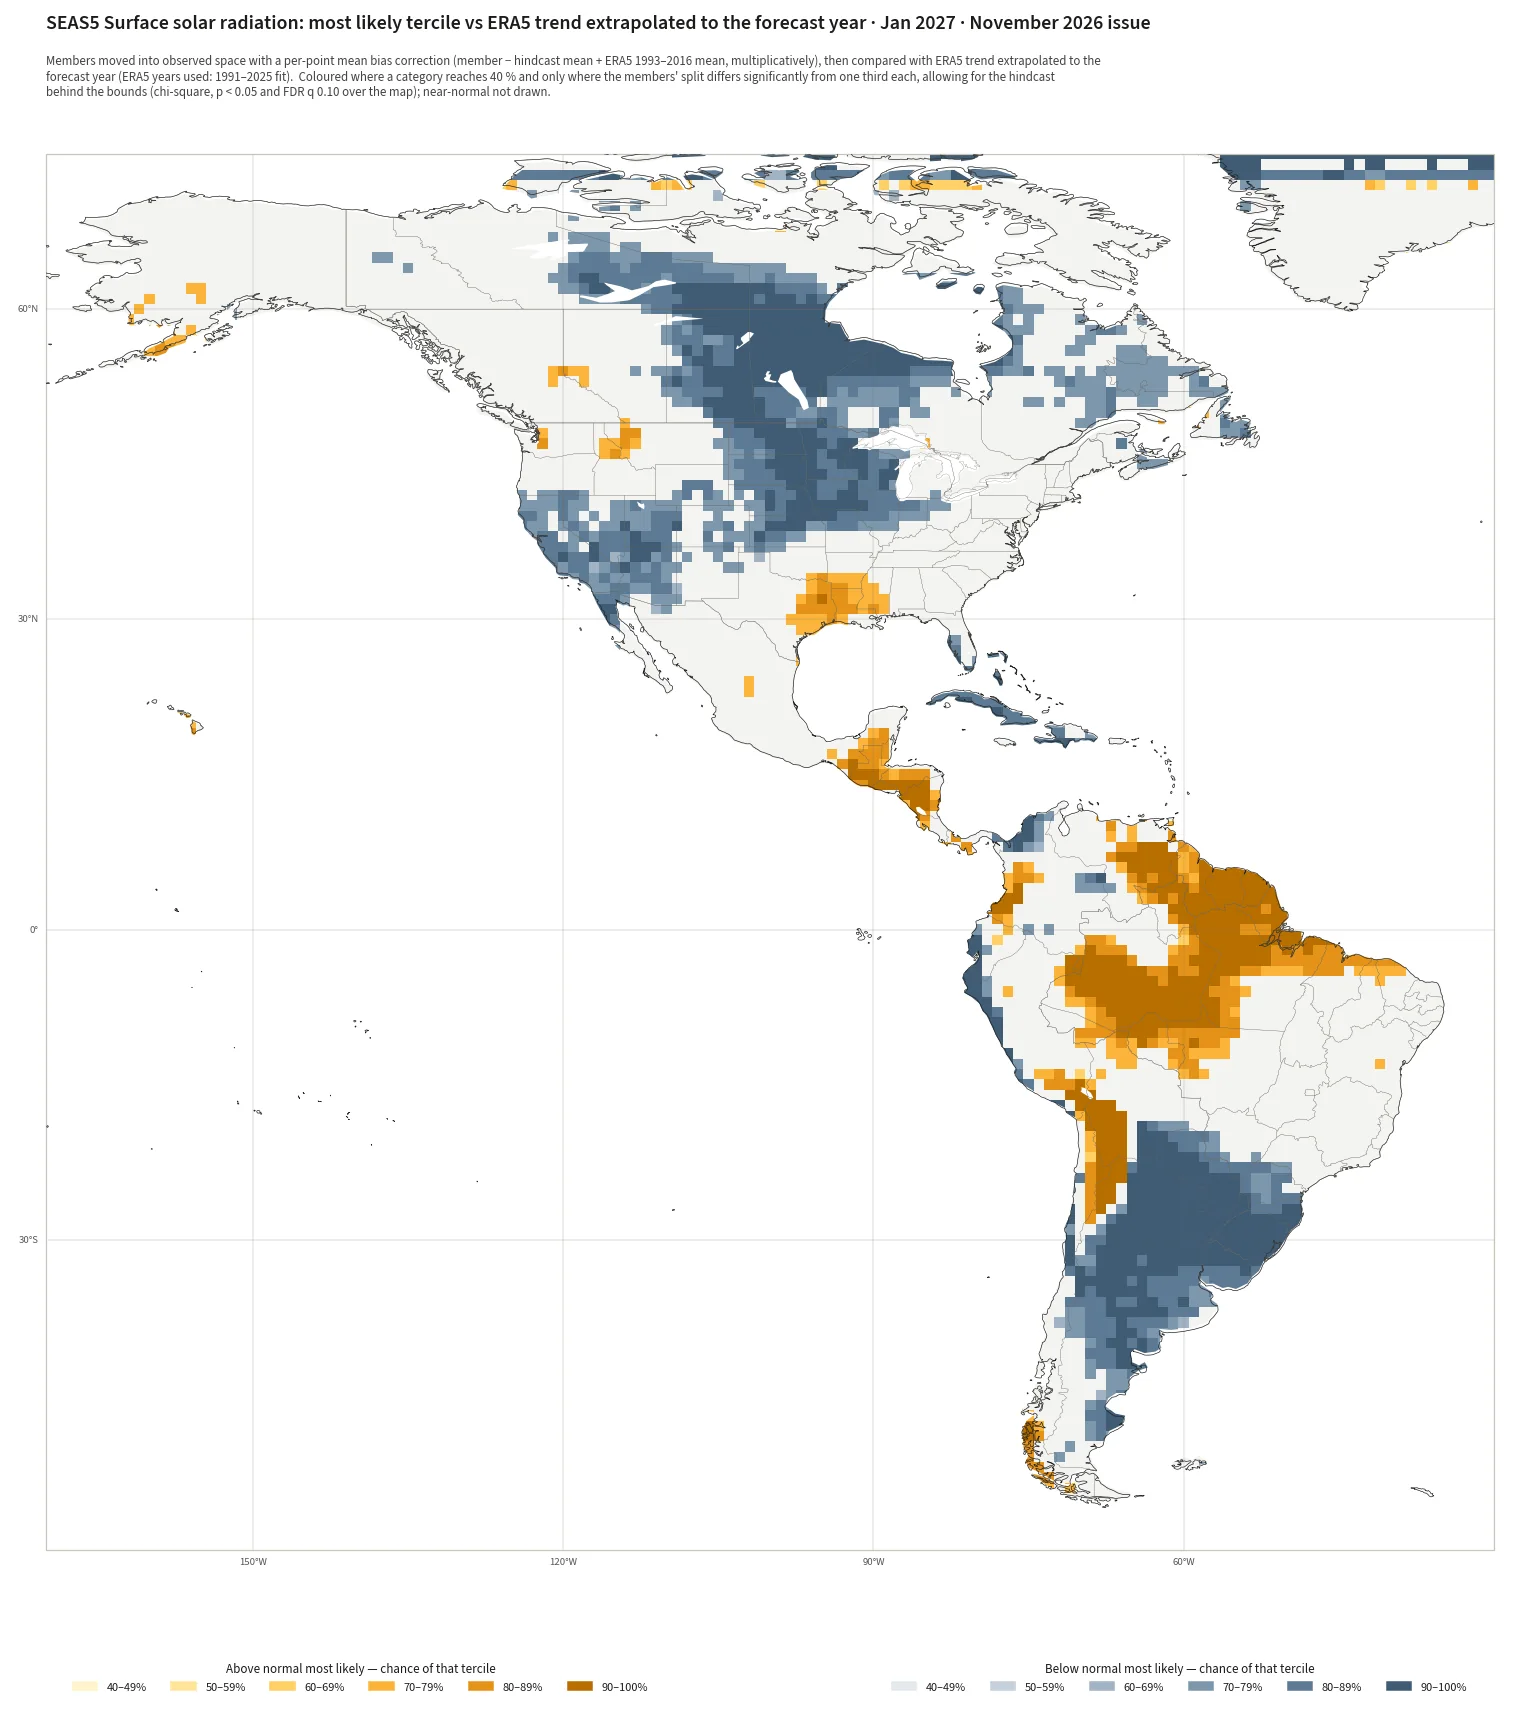 SEAS5 Surface solar radiation: most likely tercile vs ERA5 trend extrapolated to the forecast year · Jan 2027 · November 2026 issue
Members moved into observed space with a per-point mean bias correction (member − hindcast mean + ERA5 1993–2016 mean, multiplicatively), then compared with ERA5 trend extrapolated to the
forecast year (ERA5 years used: 1991–2025 fit). Coloured where a category reaches 40 % and only where the members' split differs significantly from one third each, allowing for the hindcast
behind the bounds (chi-square, p < 0.05 and FDR q 0.10 over the map); near-normal not drawn.
60°N
30°N
0°
30°S
150°W 120°W 90°W 60°W
Above normal most likely — chance of that tercile
40–49% 50–59% 60–69% 70–79% 80–89% 90–100%
Below normal most likely — chance of that tercile
40–49% 50–59% 60–69% 70–79% 80–89% 90–100%